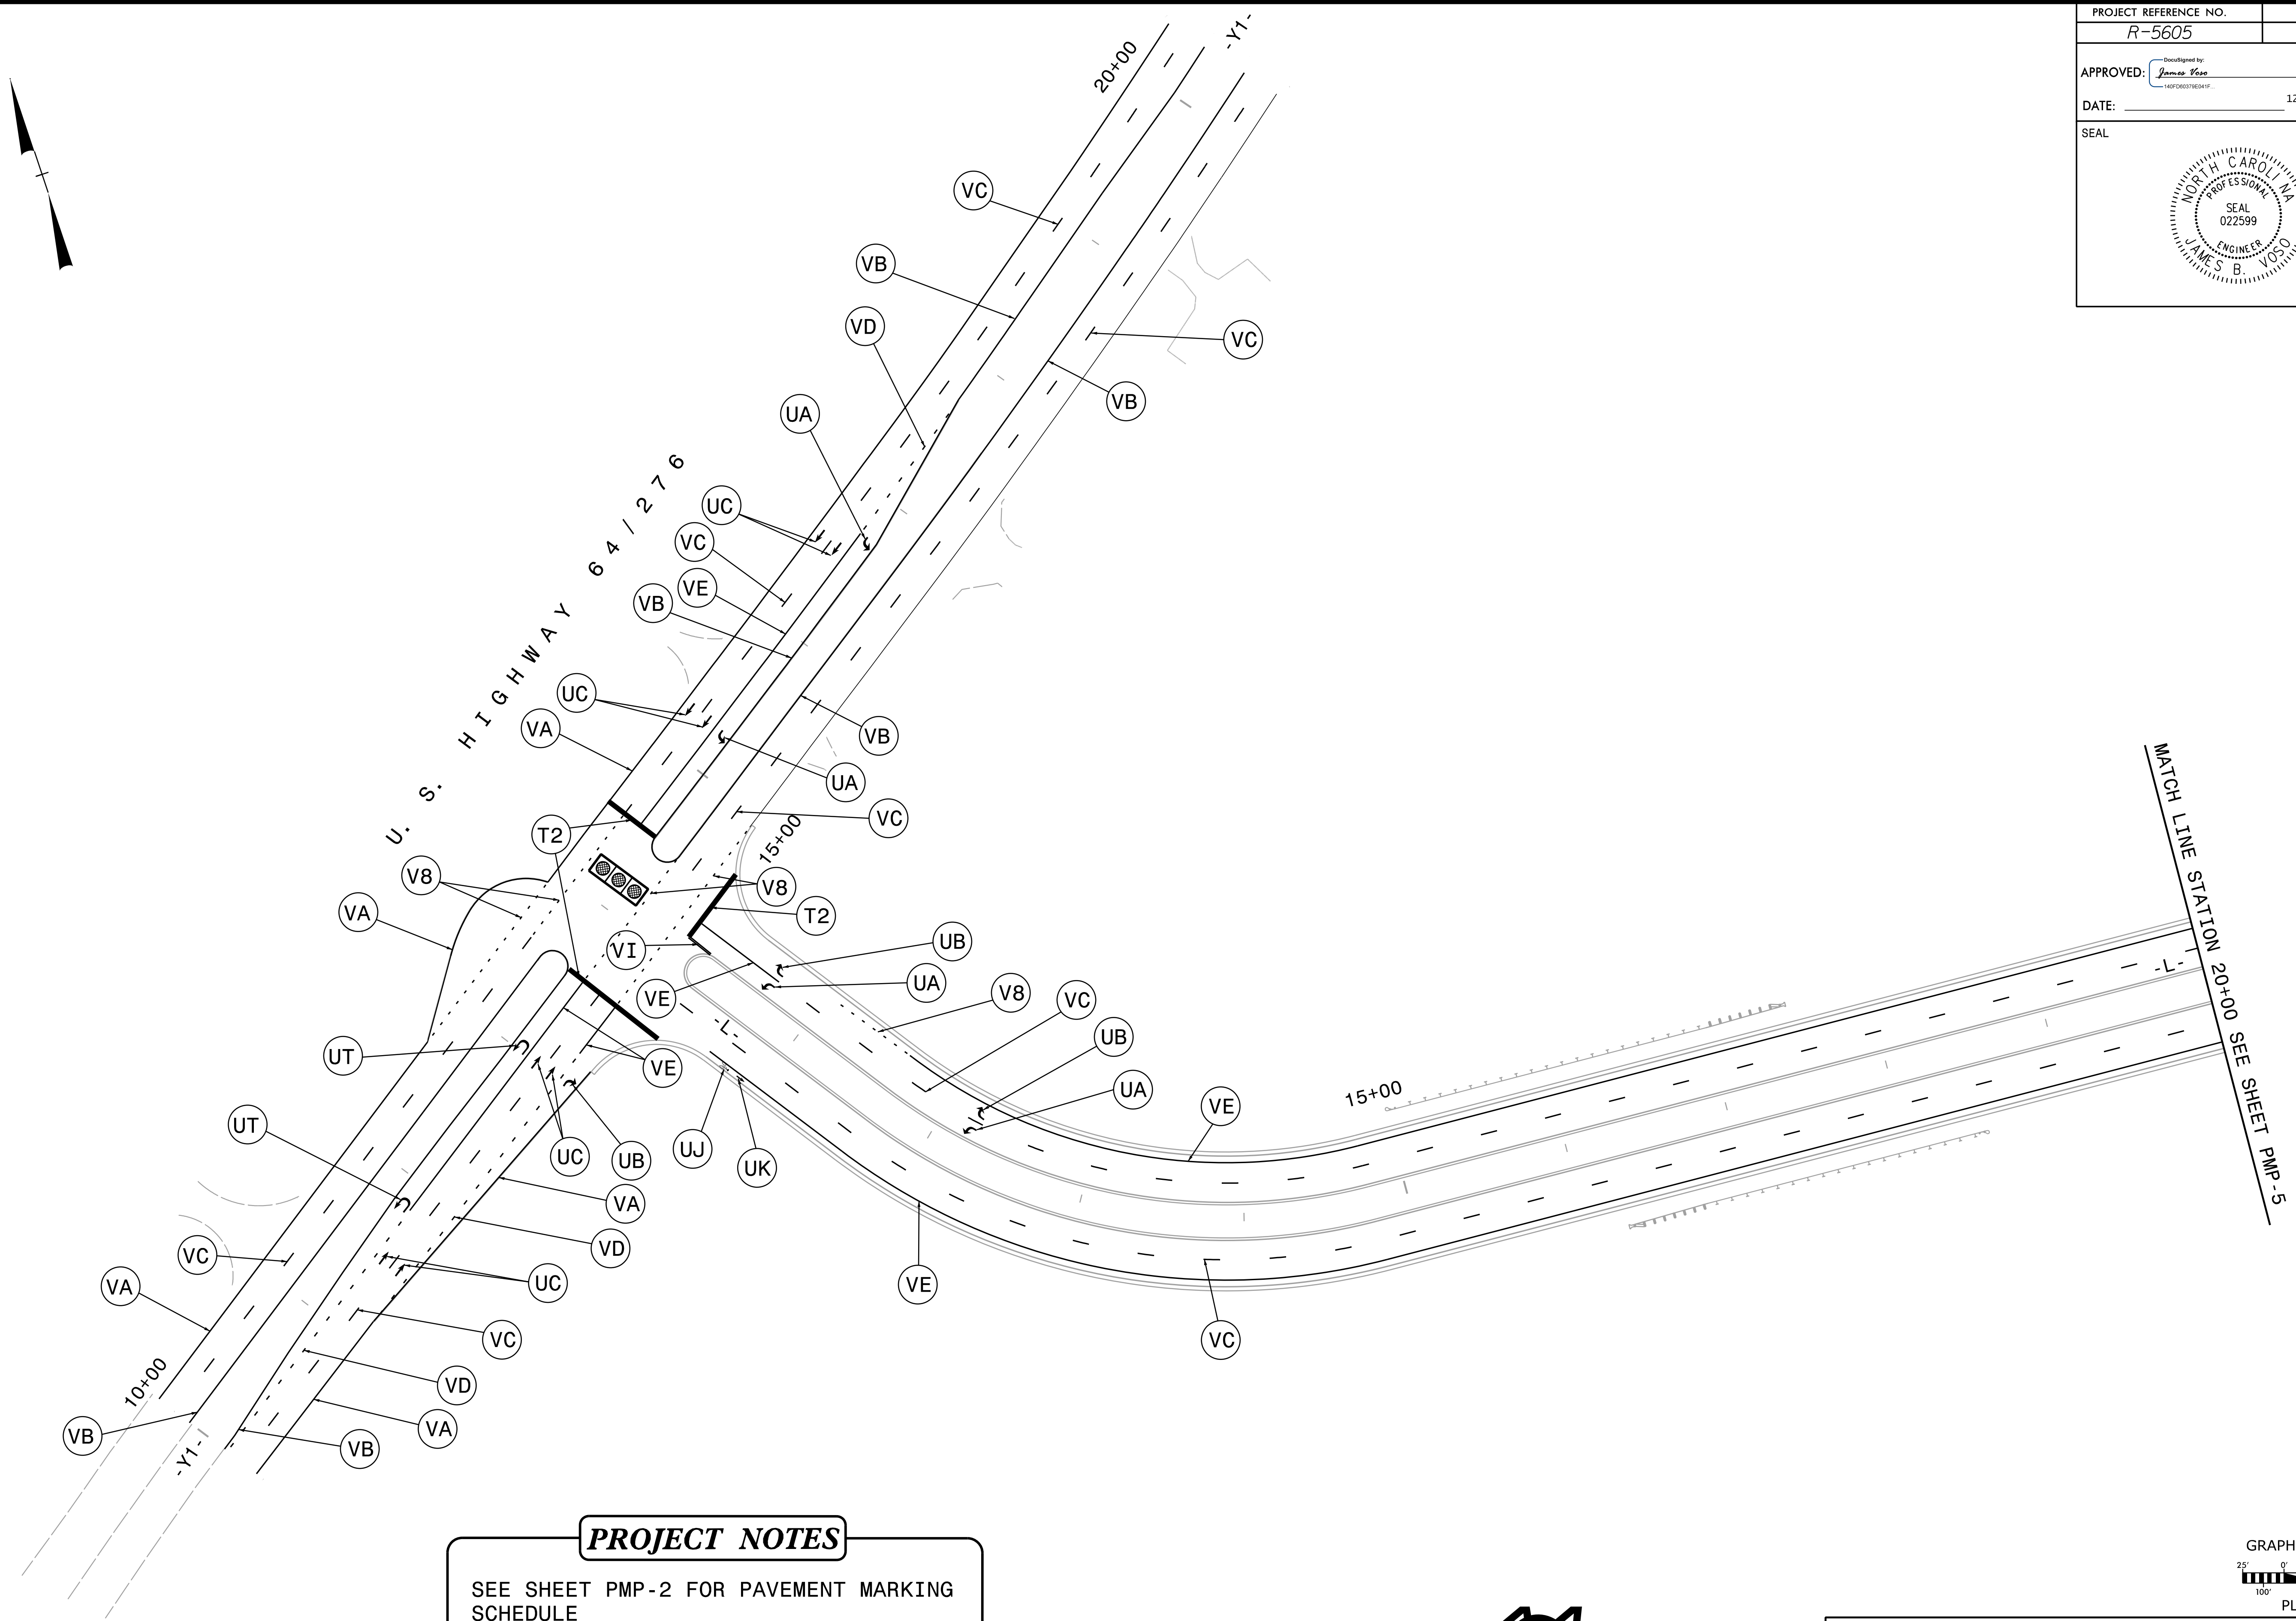 PROJECT REFERENCE NO.
R-5605
APPROVED:
DocuSigned by:
James Voso
140FD60379E041F...
DATE:
12
SEAL
NORTH CAROLINA
PROFESSIONAL
SEAL
022599
ENGINEER
JAMES B. VOSO
-Y1-
20+00
VC
VB
VD
VC
VB
UA
UC
VC
VE
VB
UC
VA
VB
UA
VC
U. S. HIGHWAY 64/276
T2
15+00
V8
V8
VA
T2
VI
UB
UA
VE
V8
VC
-L-
UB
UT
VE
UA
VE
15+00
UT
UC
UB
UJ
UK
VA
VD
VC
UC
VA
VE
VC
VC
10+00
VD
VA
VB
VB
-Y1-
-L-
MATCH LINE STATION 20+00 SEE SHEET PMP-5
PROJECT NOTES
SEE SHEET PMP-2 FOR PAVEMENT MARKING
SCHEDULE
GRAPH
25' 0'
100'
PL